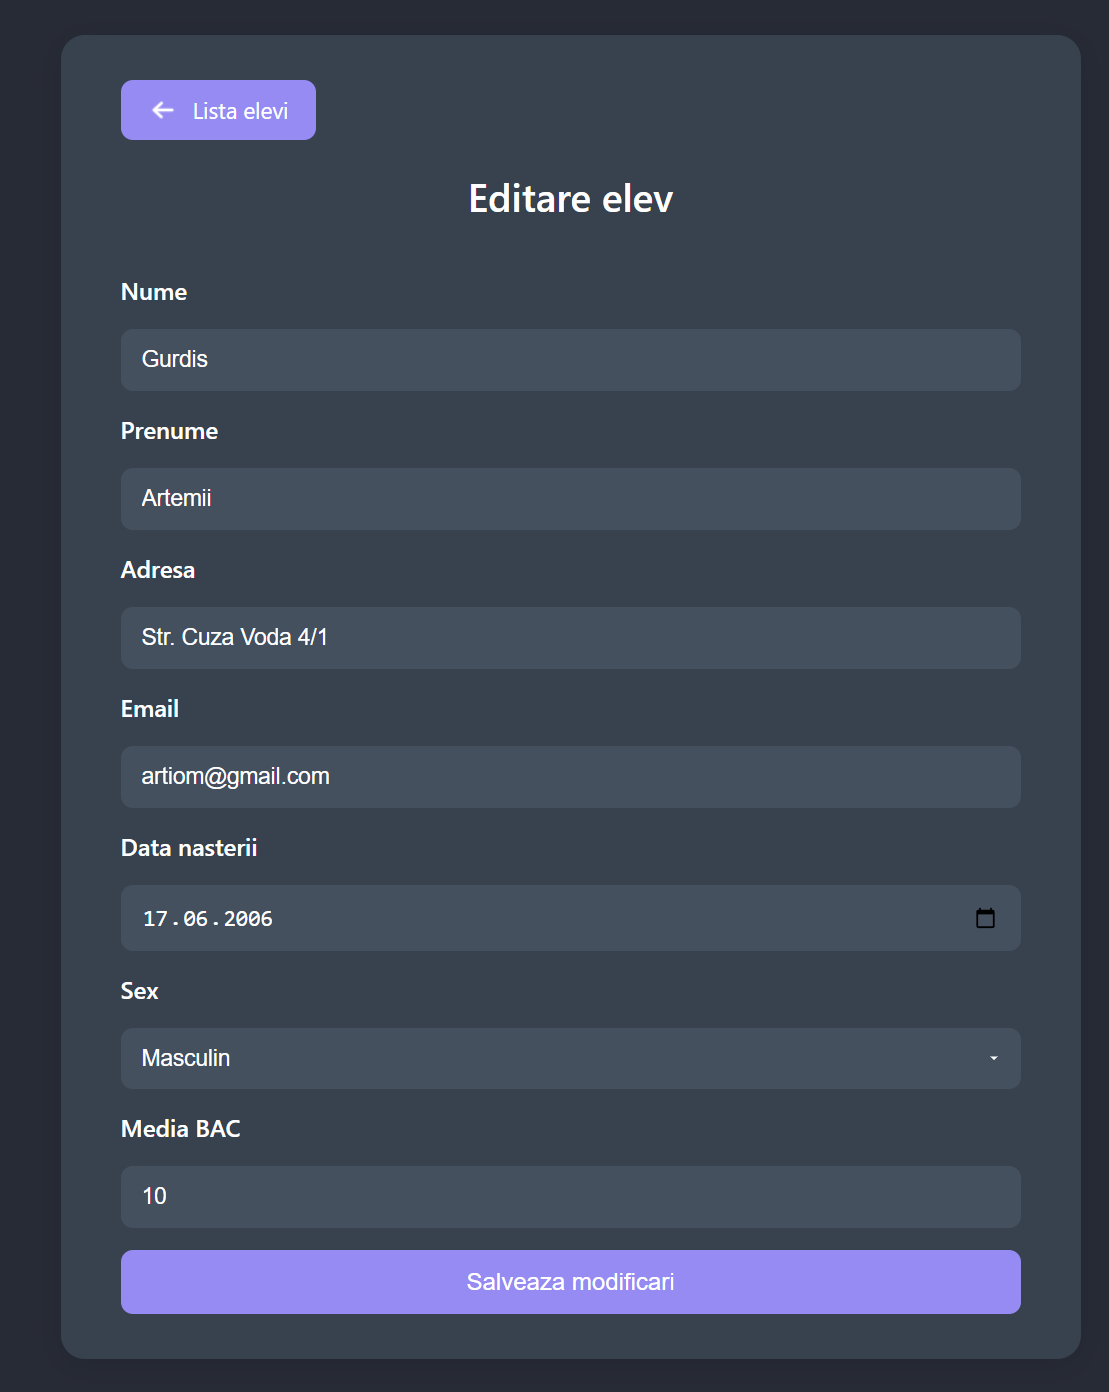 Lista elevi
Editare elev
Nume
Gurdis
Prenume
Artemii
Adresa
Str. Cuza Voda 4/1
Email
artiom@gmail.com
Data nasterii
17.06.2006
Sex
Masculin
Media BAC
10
Salveaza modificari